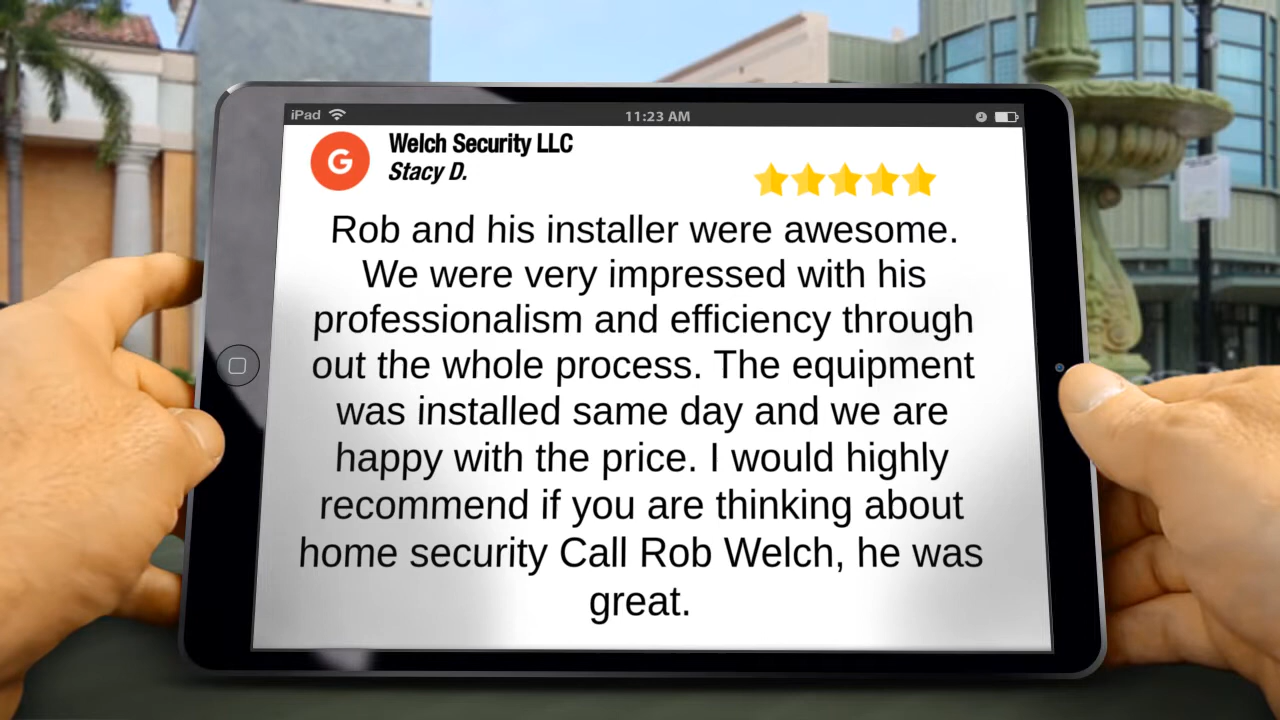 iPad 11:23 AM
G
Welch Security LLC
Stacy D.
Rob and his installer were awesome.
We were very impressed with his
professionalism and efficiency through
out the whole process. The equipment
was installed same day and we are
happy with the price. I would highly
recommend if you are thinking about
home security Call Rob Welch, he was
great.